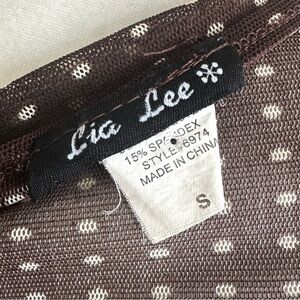 Lia Lee
15% SPANDEX
STYLE#6974
MADE IN CHINA
S